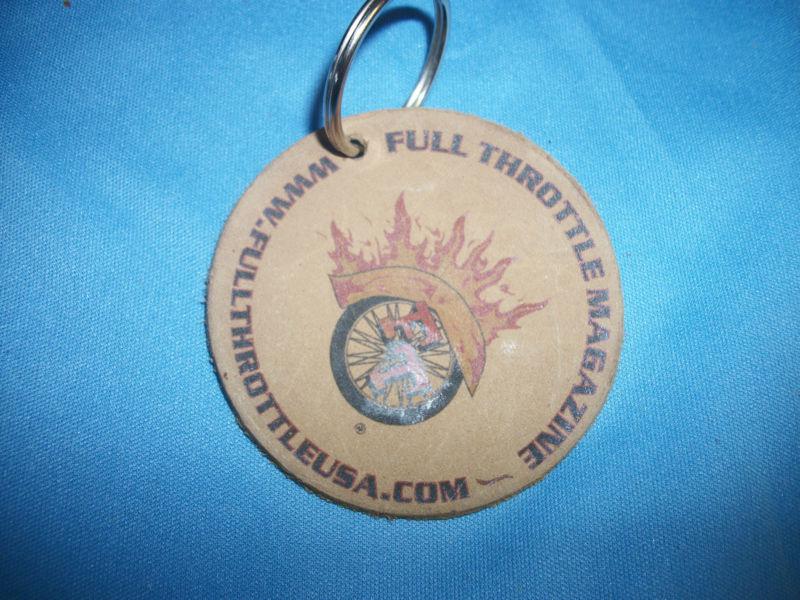 FULL THROTTLE MAGAZINE
WWW.FULLTHROTTLEUSA.COM
®